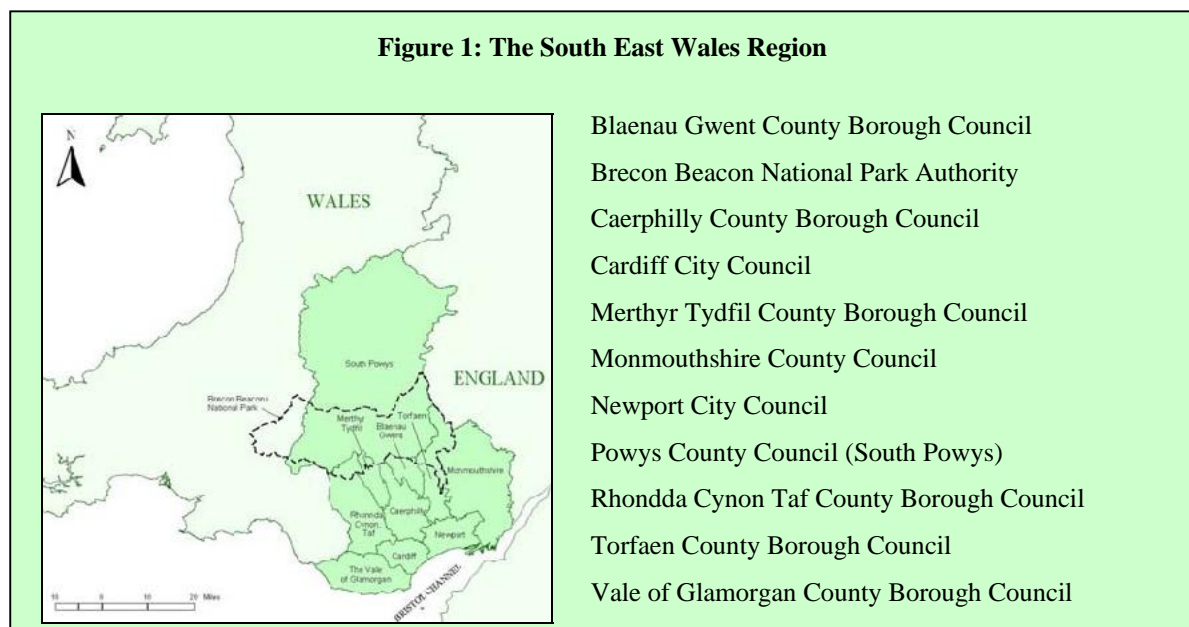 Figure 1: The South East Wales Region
N
WALES
South Powys
ENGLAND
Brecon Beacons
National Park
Merthyr
Tydfil
Blaenau
Gwent
Torfaen
Monmouthshire
Rhondda
Cynon
Taf
Caerphilly
Newport
Cardiff
The Vale
of Glamorgan
BRISTOL CHANNEL
10 0 10 20 Miles
Blaenau Gwent County Borough Council
Brecon Beacon National Park Authority
Caerphilly County Borough Council
Cardiff City Council
Merthyr Tydfil County Borough Council
Monmouthshire County Council
Newport City Council
Powys County Council (South Powys)
Rhondda Cynon Taf County Borough Council
Torfaen County Borough Council
Vale of Glamorgan County Borough Council